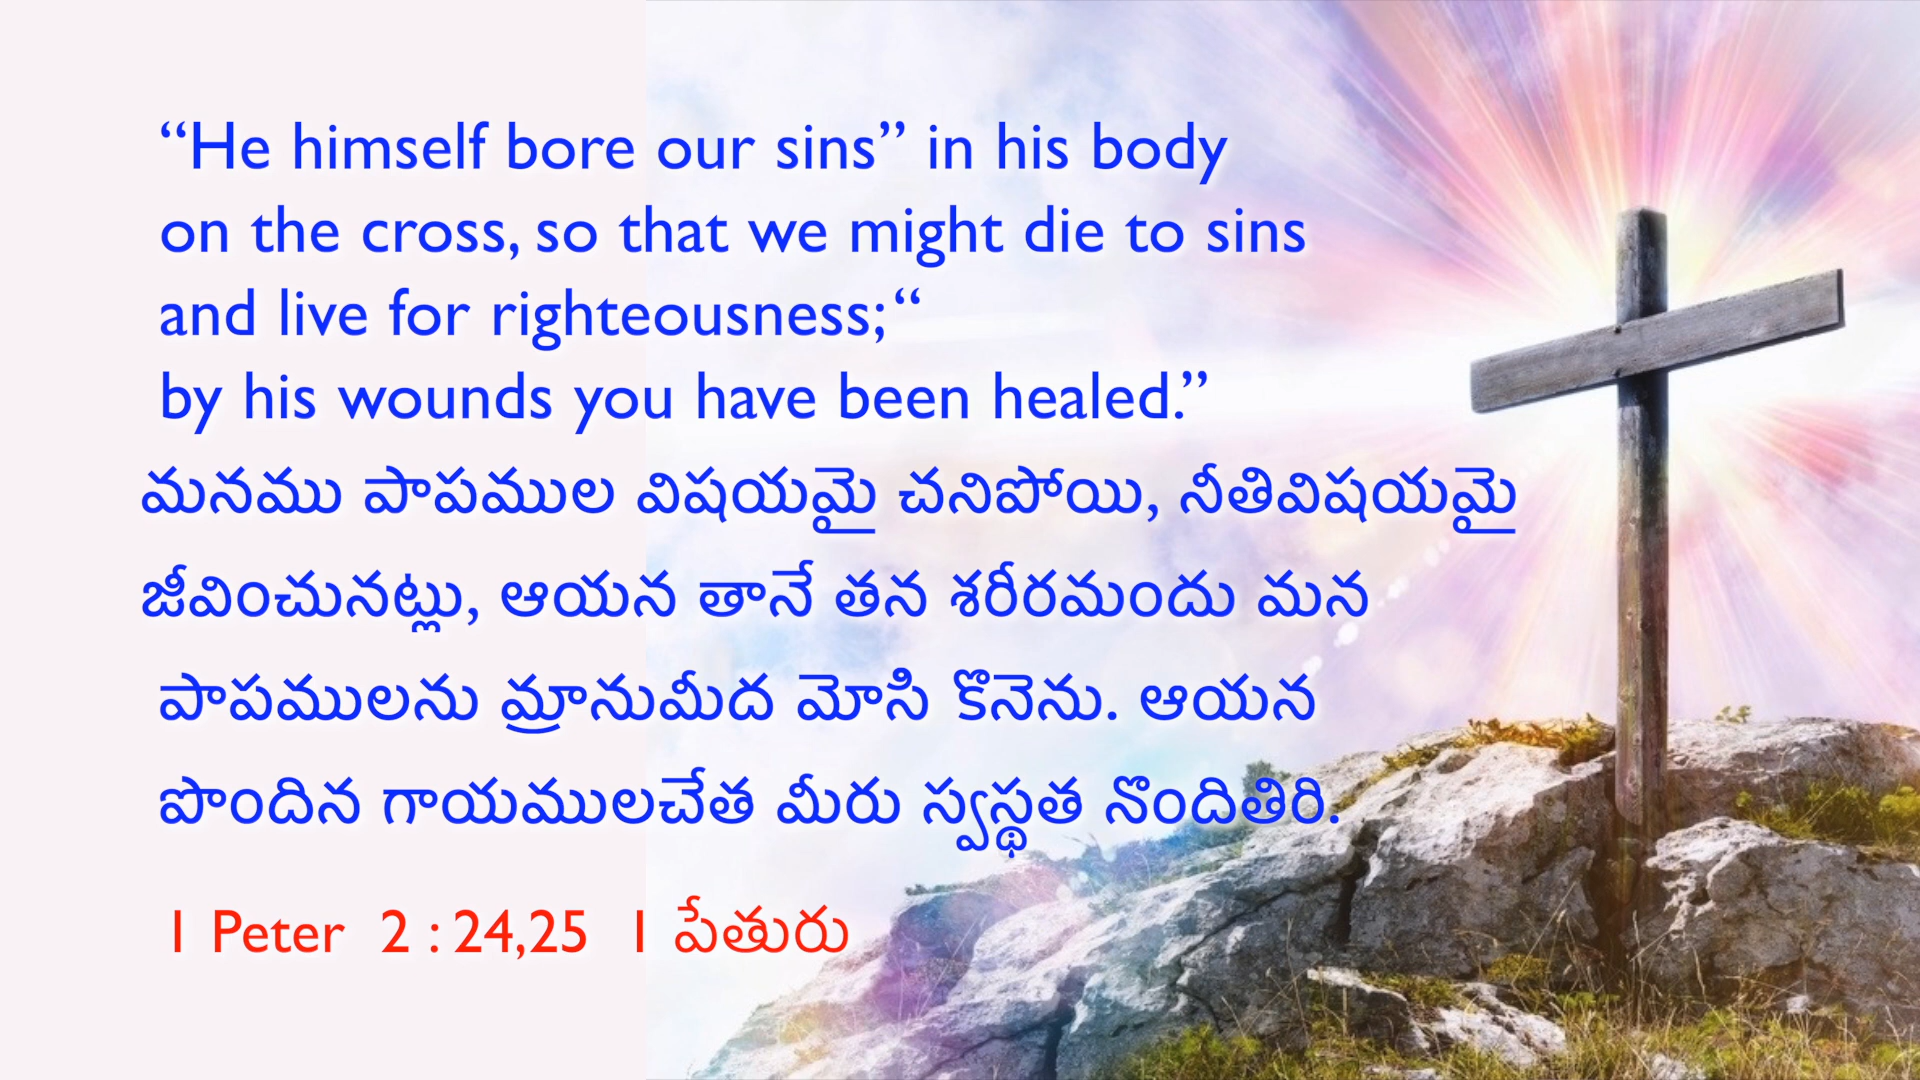 “He himself bore our sins” in his body
on the cross, so that we might die to sins
and live for righteousness; “
by his wounds you have been healed.”
మనము పాపముల విషయమై చనిపోయి, నీతివిషయమై
జీవించునట్లు, ఆయన తానే తన శరీరమందు మన
పాపములను మ్రానుమీద మోసి కొనెను. ఆయన
పొందిన గాయములచేత మీరు స్వస్థత నొందితిరి.
1 Peter 2 : 24,25 1 పేతురు